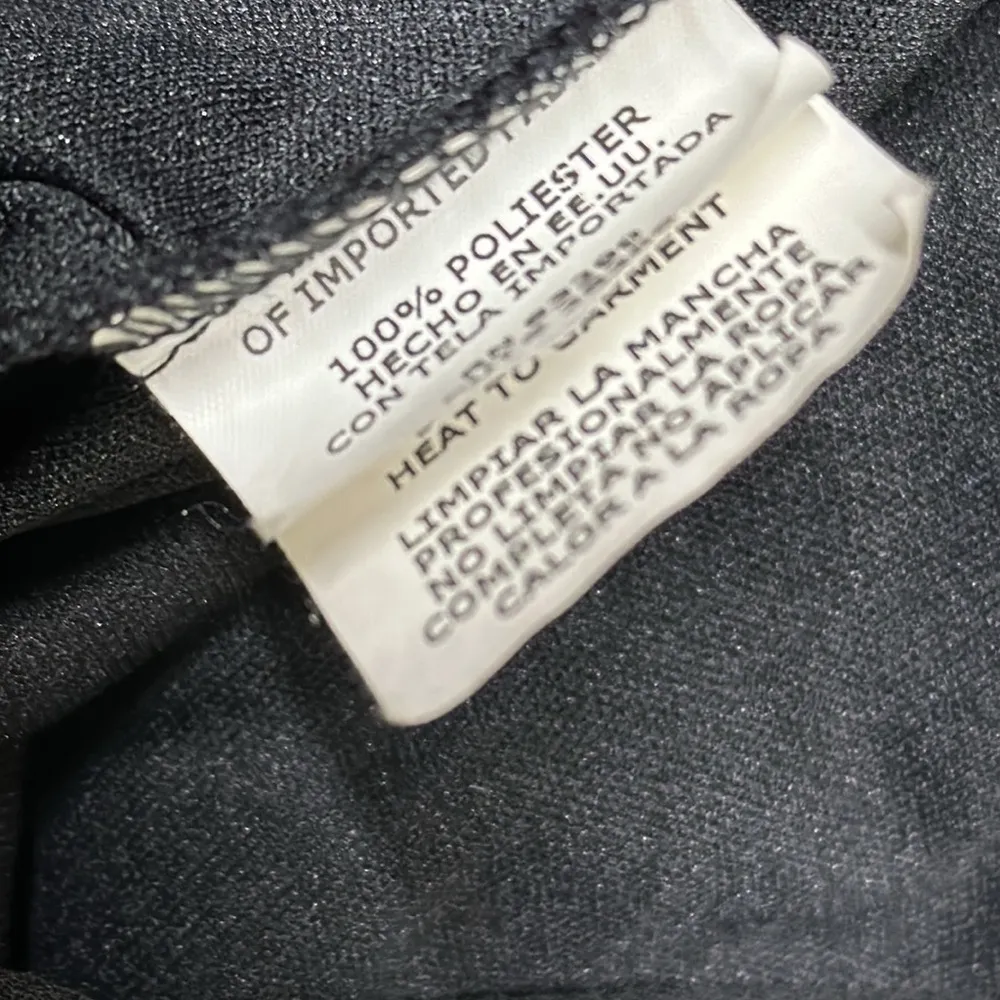 OF IMPORTED
100% POLIESTER
HECHO EN EE.UU.
CON TELA IMPORTADA
HEAT TO GARMENT
LIMPIAR LA MANCHA
PROFESIONALMENTE
NO LIMPIAR LA ROPA
COMPLETA NO APLICAR
CALOR A LA ROPA